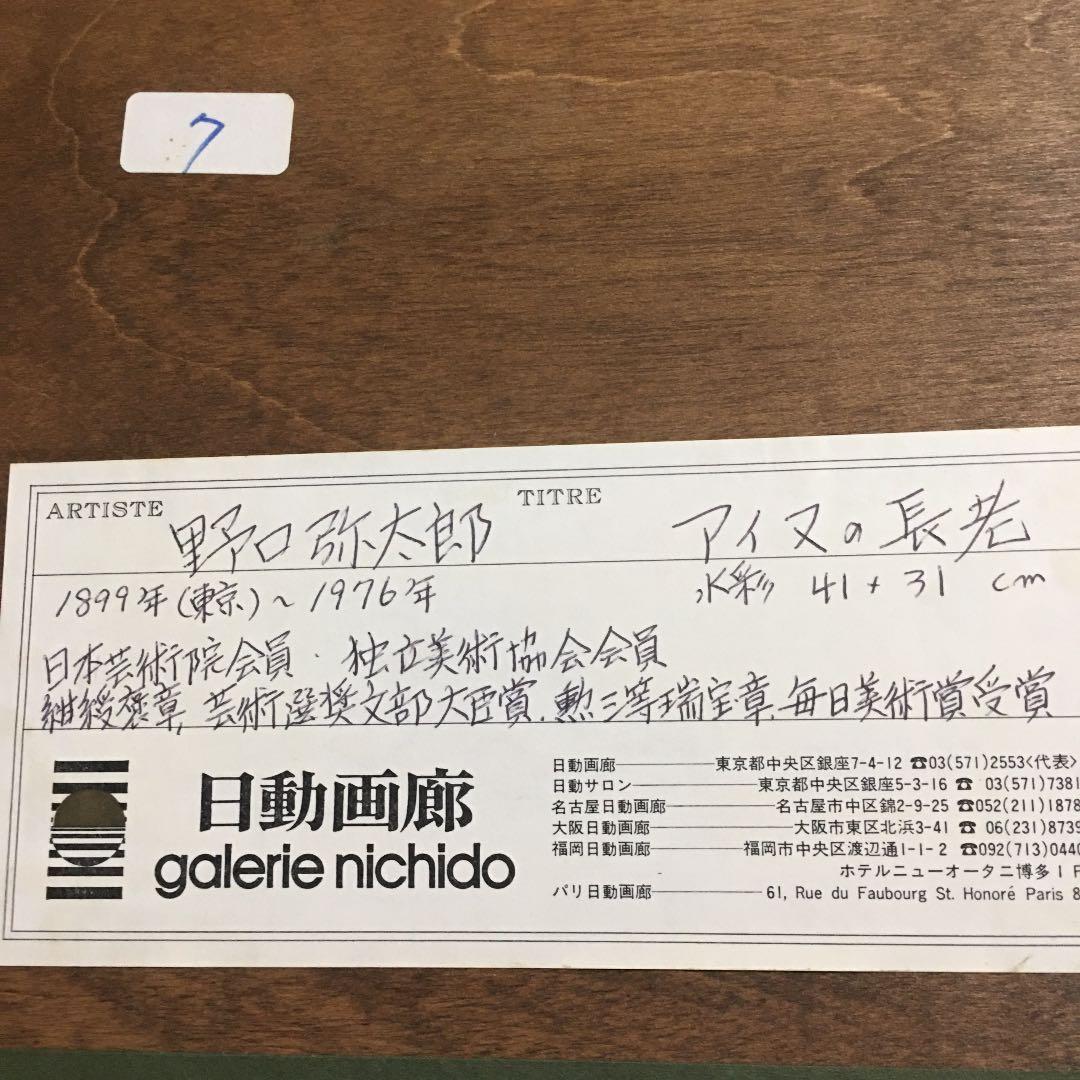 7
ARTISTE 野口弥太郎 TITRE アイヌの長老
1899年(東京)~1976年 水彩 41+31 cm
日本芸術院会員・独立美術協会会員
紺綬褒章、芸術選奨文部大臣賞、勲三等瑞宝章、毎日美術賞受賞
日動画廊
galerie nichido
日動画廊 東京都中央区銀座7-4-12 ☎03(571)2553<代表>
日動サロン 東京都中央区銀座5-3-16 ☎ 03(571)7381
名古屋日動画廊 名古屋市中区錦2-9-25 ☎052(211)1878
大阪日動画廊 大阪市東区北浜3-41 ☎ 06(231)8739
福岡日動画廊 福岡市中央区渡辺通1-1-2 ☎092(713)0440
ホテルニューオータニ博多1F
パリ日動画廊 61, Rue du Faubourg St. Honoré Paris 8